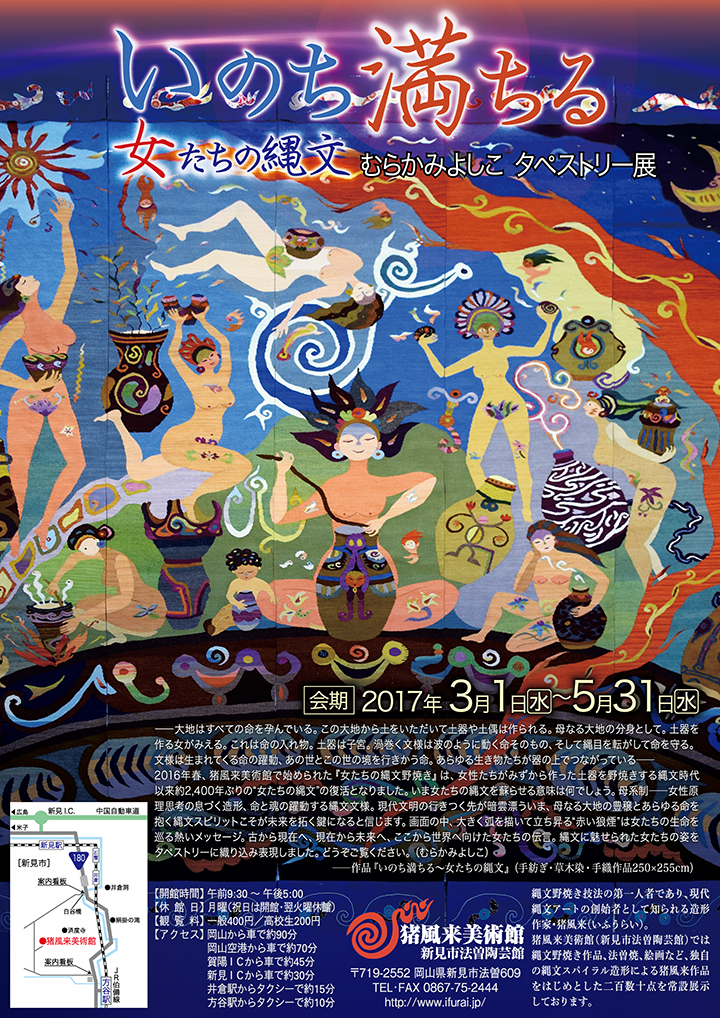 いのち満ちる
女たちの縄文 むらかみよしこ タペストリー展
会期 2017年 3月1日水〜5月31日水
――大地はすべての命を孕んでいる。この大地から土をいただいて土器や土偶は作られる。母なる大地の分身として。土器を
作る女がみえる。これは命の入れ物。土器は子宮。渦巻く文様は波のように動く命そのもの、そして縄目を転がして命を守る。
文様は生まれてくる命の躍動、あの世とこの世の境を行きかう命。あらゆる生き物たちが器の上でつながっている――
2016年春、猪風来美術館で始められた『女たちの縄文野焼き』は、女性たちがみずから作った土器を野焼きする縄文時代
以来約2,400年ぶりの“女たちの縄文”の復活となりました。いま女たちの縄文を蘇らせる意味は何でしょう。母系制――女性原
理思考の息づく造形、命と魂の躍動する縄文文様。現代文明の行きつく先が暗雲漂ういま、母なる大地の豊穣とあらゆる命を
抱く縄文スピリットこそが未来を拓く鍵になると信じます。画面の中、大きく弧を描いて立ち昇る“赤い狼煙”は女たちの生命を
巡る熱いメッセージ。古から現在へ、現在から未来へ、ここから世界へ向けた女たちの伝言。縄文に魅せられた女たちの姿を
タペストリーに織り込み表現しました。どうぞご覧ください。（むらかみよしこ）
――作品『いのち満ちる〜女たちの縄文』（手紡ぎ・草木染・手織作品250×255cm）
【開館時間】午前9:30 〜 午後5:00
【休 館 日】月曜（祝日は開館・翌火曜休館）
【観 覧 料】一般400円／高校生200円
【アクセス】岡山から車で約90分
岡山空港から車で約70分
賀陽ICから車で約45分
新見ICから車で約30分
井倉駅からタクシーで約15分
方谷駅からタクシーで約10分
猪風来美術館
新見市法曽陶芸館
〒719-2552 岡山県新見市法曽609
TEL・FAX 0867-75-2444
http://www.ifurai.jp/
縄文野焼き技法の第一人者であり、現代
縄文アートの創始者として知られる造形
作家・猪風来（いふうらい）。
猪風来美術館（新見市法曽陶芸館）では
縄文野焼き作品、法曽焼、絵画など、独自
の縄文スパイラル造形による猪風来作品
をはじめとした二百数十点を常設展示
しております。
広島
新見I.C.
中国自動車道
米子
新見駅
［新見市］
180
井倉駅
案内看板
井倉洞
白谷橋
絹掛の滝
済渡寺
猪風来美術館
案内看板
方谷駅
JR伯備線